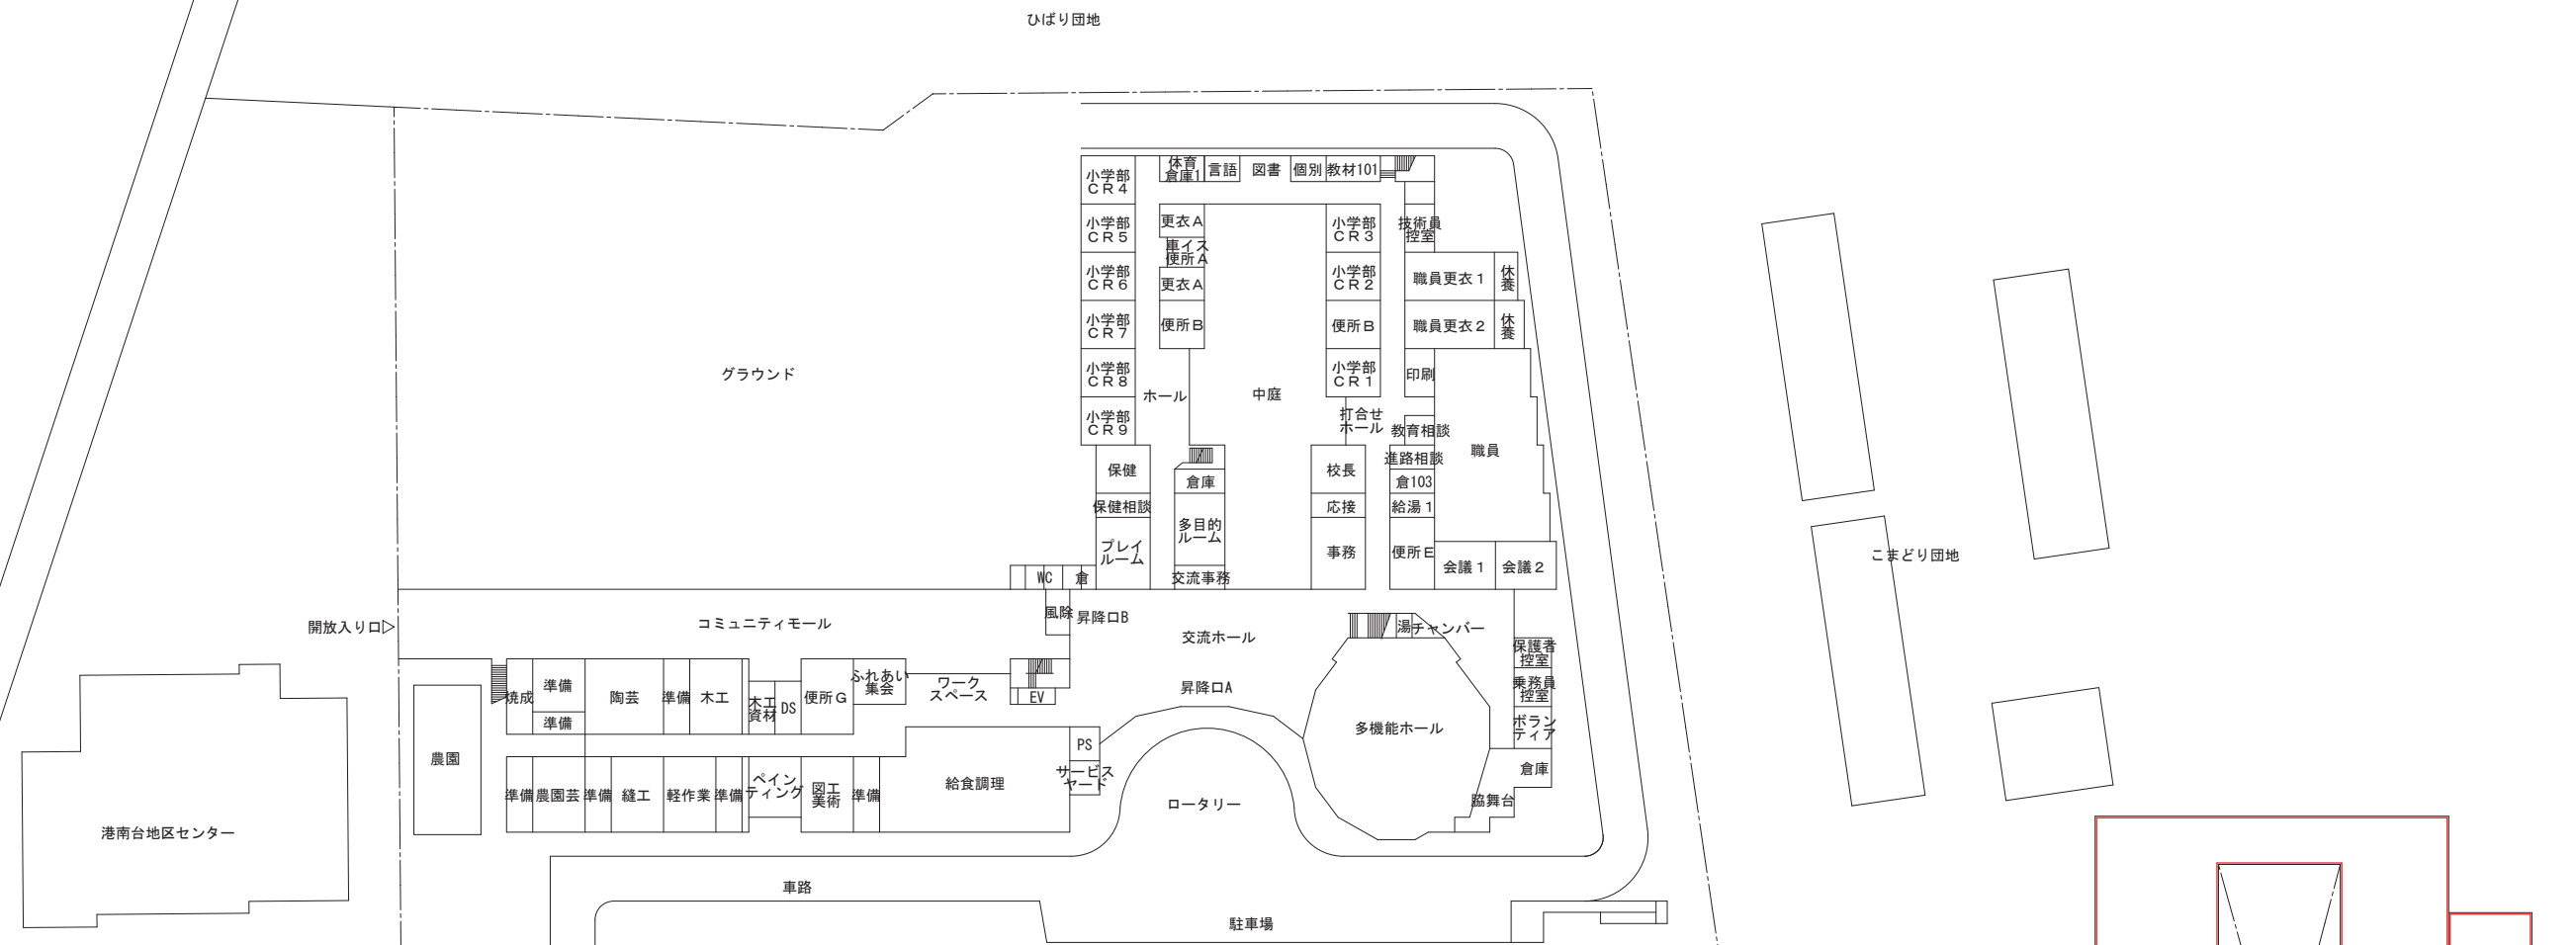 ひばり団地
小学部
CR4
体育
倉庫1
言語
図書
個別
教材101
小学部
CR5
更衣A
小学部
CR3
技術員
控室
車イス
便所A
小学部
CR6
更衣A
小学部
CR2
職員更衣1
休養
小学部
CR7
便所B
便所B
職員更衣2
休養
グラウンド
小学部
CR8
ホール
中庭
小学部
CR1
印刷
小学部
CR9
打合せ
ホール
教育相談
職員
保健
倉庫
校長
進路相談
倉103
保健相談
応接
給湯1
プレイ
ルーム
多目的
ルーム
事務
便所E
会議1
会議2
こまどり団地
WC
倉
交流事務
開放入り口▷
コミュニティモール
風除
昇降口B
交流ホール
湯
チャンバー
保護者
控室
焼成
準備
準備
陶芸
準備
木工
木工
資材
DS
便所G
ふれあい
集会
ワーク
スペース
EV
昇降口A
乗務員
控室
多機能ホール
ボラン
ティア
農園
PS
サービス
ヤード
倉庫
準備
農園芸
準備
縫工
軽作業
準備
ペイン
ティング
図工
美術
準備
給食調理
ロータリー
脇舞台
港南台地区センター
車路
駐車場